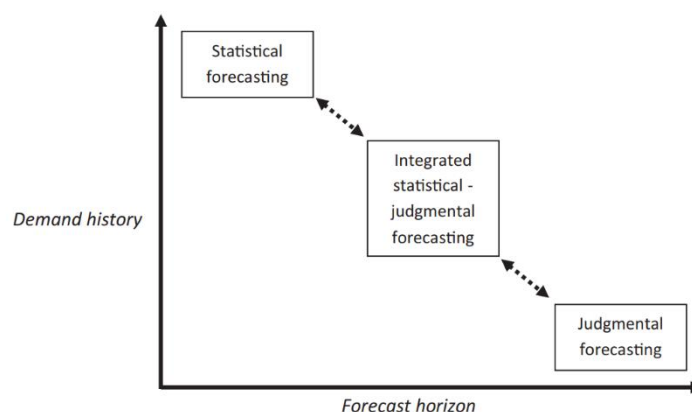 Statistical
forecasting
Integrated
statistical -
judgmental
forecasting
Demand history
Judgmental
forecasting
Forecast horizon